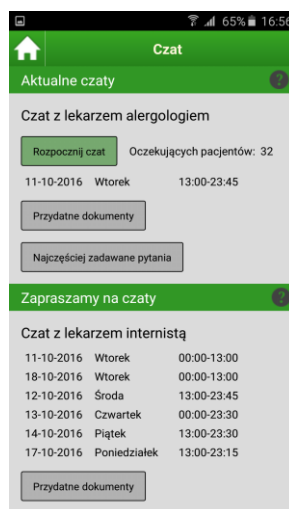 65% 16:56
Czat
Aktualne czaty ?
Czat z lekarzem alergologiem
Rozpocznij czat Oczekujących pacjentów: 32
11-10-2016 Wtorek 13:00-23:45
Przydatne dokumenty
Najczęściej zadawane pytania
Zapraszamy na czaty ?
Czat z lekarzem internistą
11-10-2016 Wtorek 00:00-13:00
18-10-2016 Wtorek 00:00-13:00
12-10-2016 Środa 13:00-23:45
13-10-2016 Czwartek 00:00-23:30
14-10-2016 Piątek 13:00-23:30
17-10-2016 Poniedziałek 13:00-23:15
Przydatne dokumenty